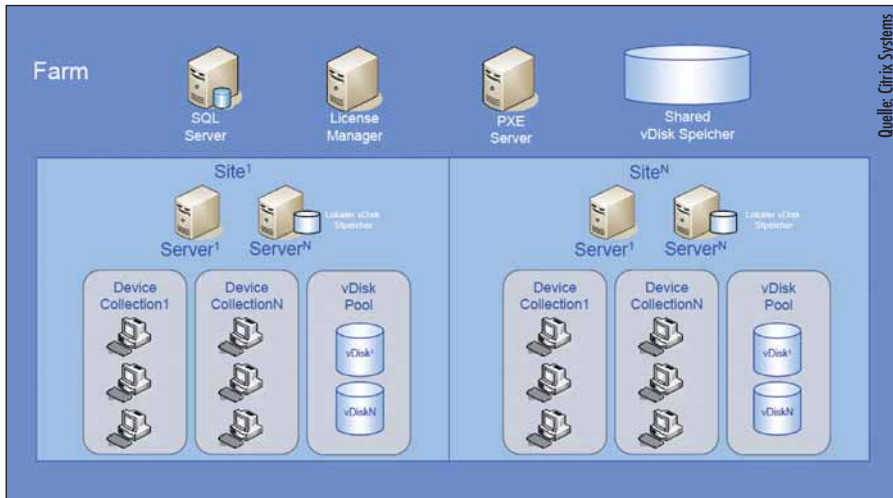 Farm
SQL
Server
License
Manager
PXE
Server
Shared
vDisk Speicher
Quelle: Citrix Systems
Site¹
Server¹
Serverᴺ
Lokaler vDisk
Stpeicher
Device
Collection1
Device
CollectionN
vDisk
Pool
vDisk¹
vDiskN
Siteᴺ
Server¹
Serverᴺ
Lokaler vDisk
Stpeicher
Device
Collection1
Device
CollectionN
vDisk
Pool
vDisk¹
vDiskN